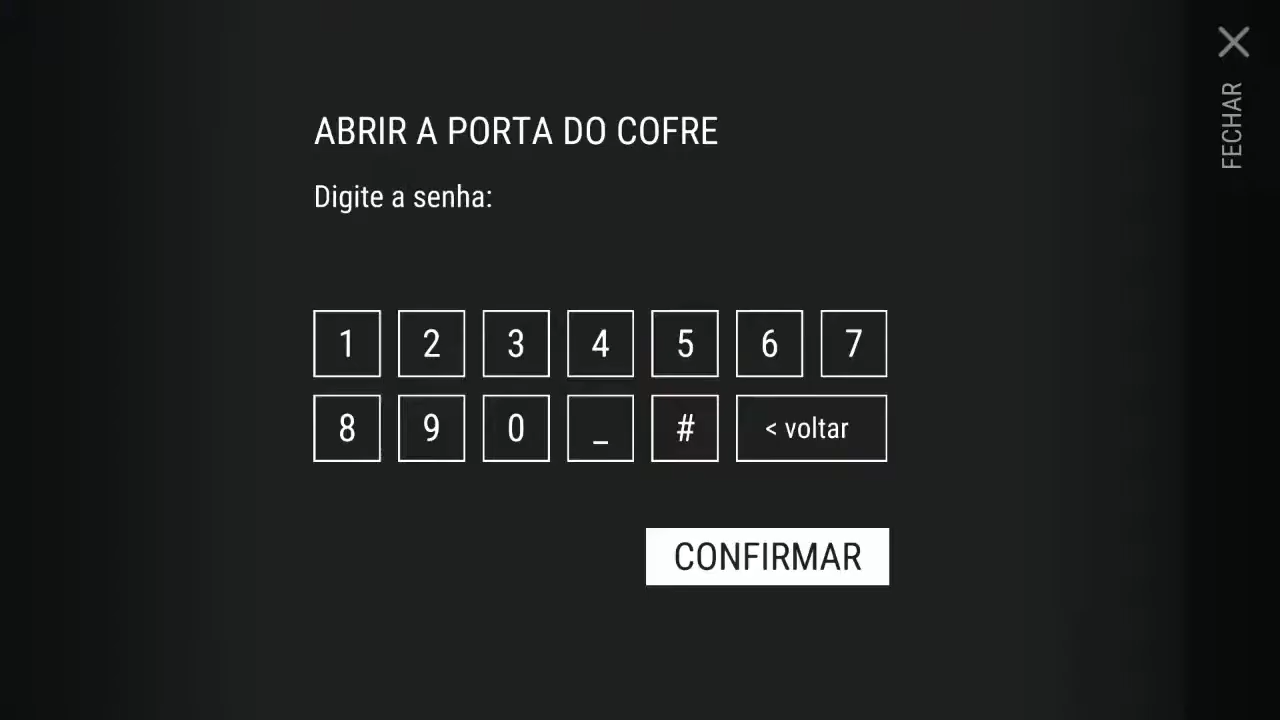 ABRIR A PORTA DO COFRE
Digite a senha:
1 2 3 4 5 6 7
8 9 0 _ # < voltar
CONFIRMAR
FECHAR